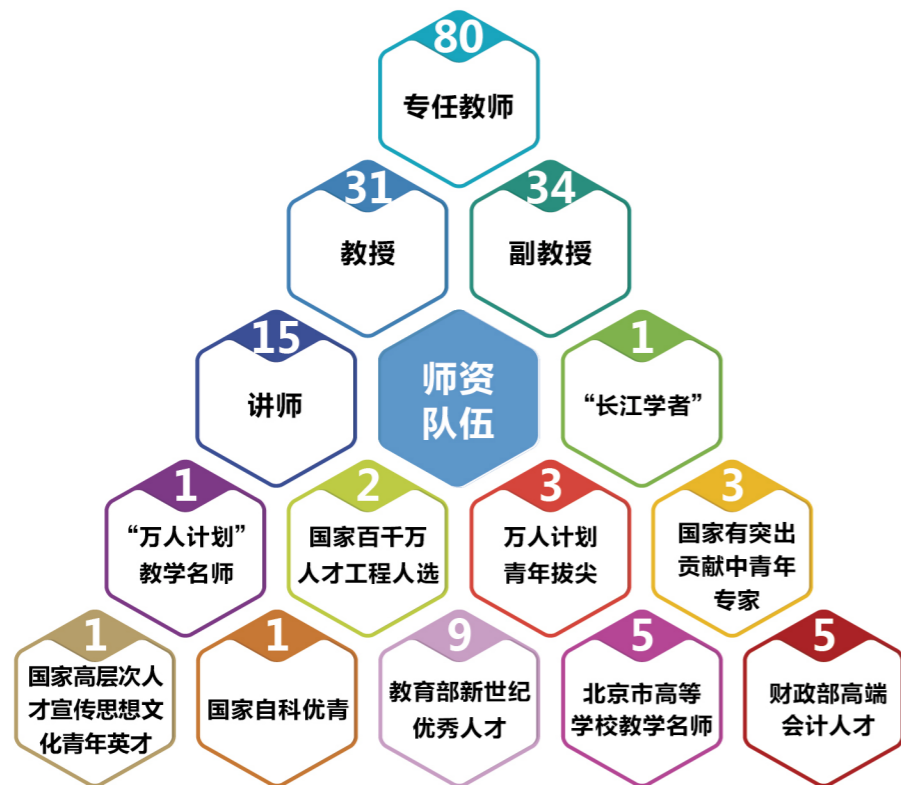 80
专任教师
31
教授
34
副教授
15
讲师
师资
队伍
1
“长江学者”
1
“万人计划”
教学名师
2
国家百千万
人才工程人选
3
万人计划
青年拔尖
3
国家有突出
贡献中青年
专家
1
国家高层次人
才宣传思想文
化青年英才
1
国家自科优青
9
教育部新世纪
优秀人才
5
北京市高等
学校教学名师
5
财政部高端
会计人才